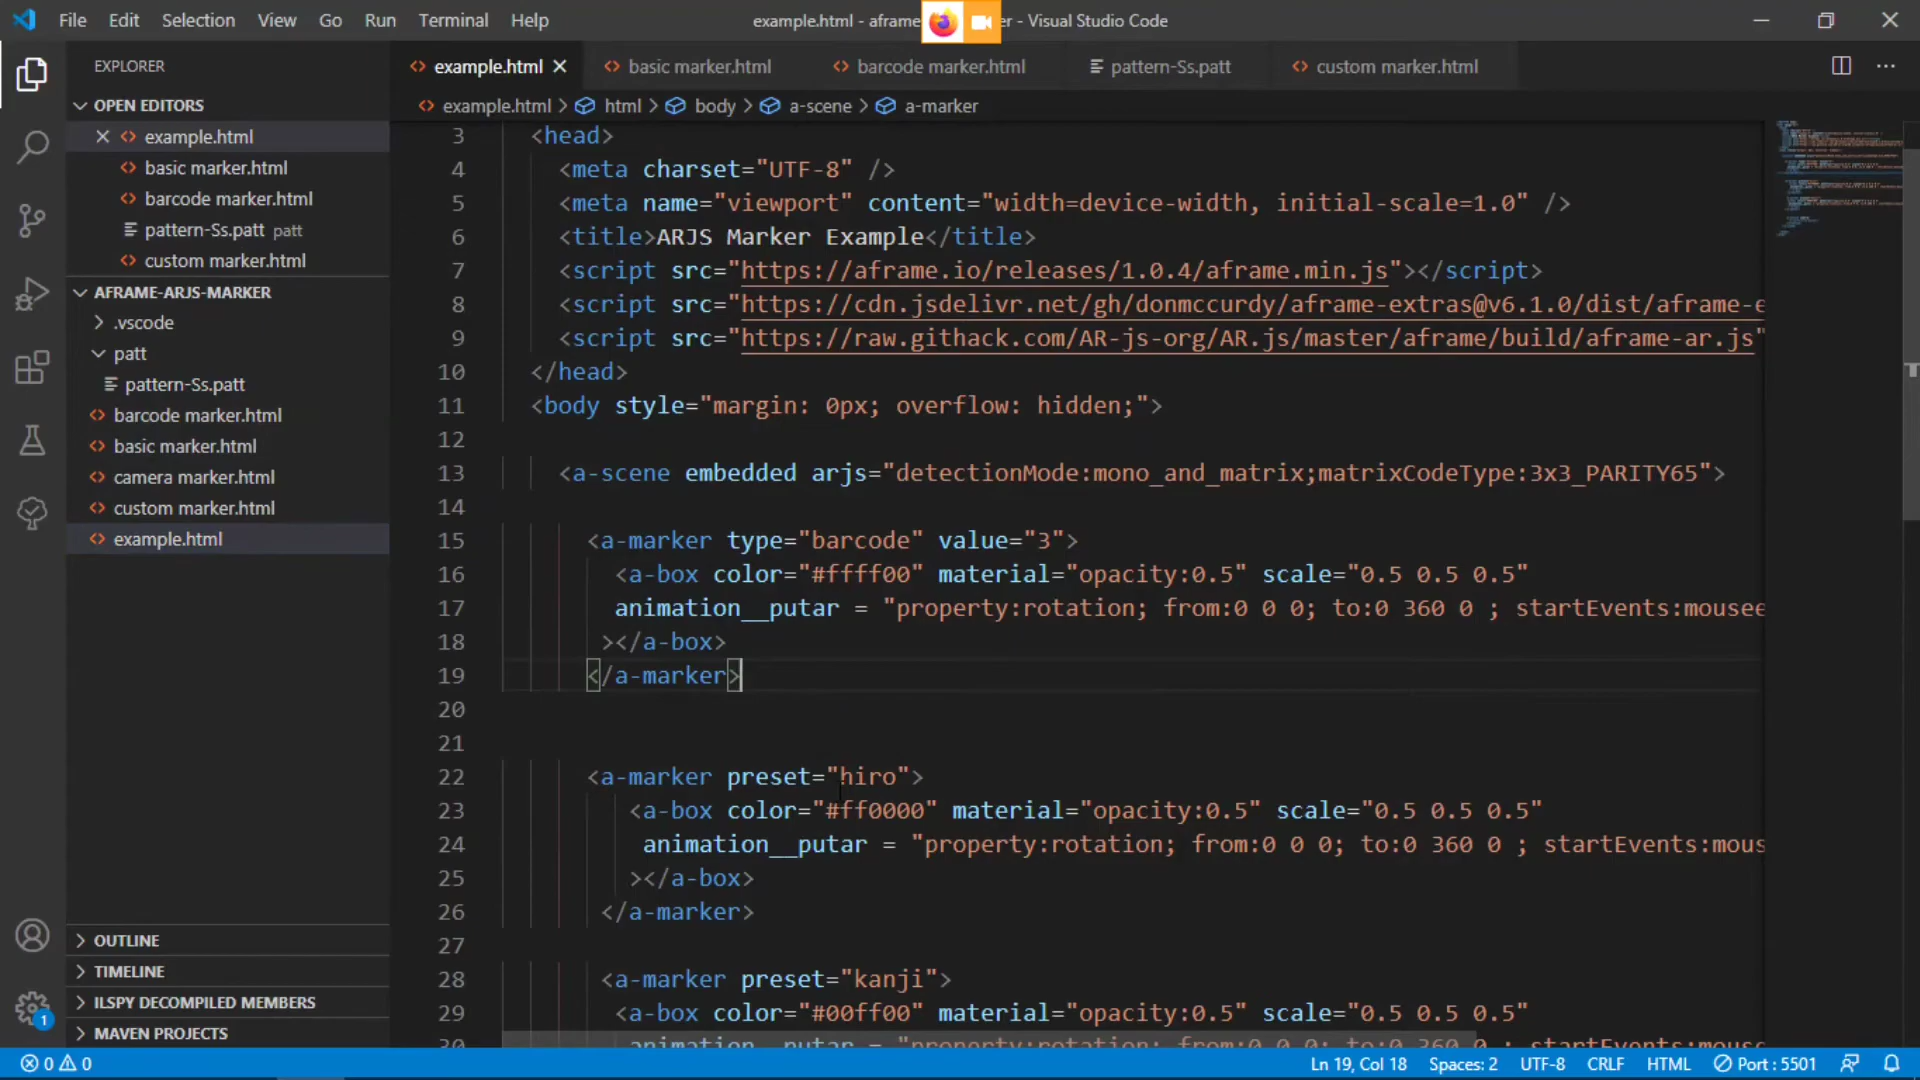 File Edit Selection View Go Run Terminal Help
example.html - aframe er - Visual Studio Code
EXPLORER
OPEN EDITORS
example.html
basic marker.html
barcode marker.html
pattern-Ss.patt patt
custom marker.html
AFRAME-ARJS-MARKER
.vscode
patt
pattern-Ss.patt
barcode marker.html
basic marker.html
camera marker.html
custom marker.html
example.html
OUTLINE
TIMELINE
ILSPY DECOMPILED MEMBERS
MAVEN PROJECTS
example.html basic marker.html barcode marker.html pattern-Ss.patt custom marker.html
example.html > html > body > a-scene > a-marker
3 <head>
4 <meta charset="UTF-8" />
5 <meta name="viewport" content="width=device-width, initial-scale=1.0" />
6 <title>ARJS Marker Example</title>
7 <script src="https://aframe.io/releases/1.0.4/aframe.min.js"></script>
8 <script src="https://cdn.jsdelivr.net/gh/donmccurdy/aframe-extras@v6.1.0/dist/aframe-e
9 <script src="https://raw.githack.com/AR-js-org/AR.js/master/aframe/build/aframe-ar.js"
10 </head>
11 <body style="margin: 0px; overflow: hidden;">
12
13 <a-scene embedded arjs="detectionMode:mono_and_matrix;matrixCodeType:3x3_PARITY65">
14
15 <a-marker type="barcode" value="3">
16 <a-box color="#ffff00" material="opacity:0.5" scale="0.5 0.5 0.5"
17 animation__putar = "property:rotation; from:0 0 0; to:0 360 0 ; startEvents:mousee
18 ></a-box>
19 </a-marker>
20
21
22 <a-marker preset="hiro">
23 <a-box color="#ff0000" material="opacity:0.5" scale="0.5 0.5 0.5"
24 animation__putar = "property:rotation; from:0 0 0; to:0 360 0 ; startEvents:mous
25 ></a-box>
26 </a-marker>
27
28 <a-marker preset="kanji">
29 <a-box color="#00ff00" material="opacity:0.5" scale="0.5 0.5 0.5"
30 animation__putar = "property:rotation; from:0 0 0; to:0 360 0 ; startEvents:mouse
1
0 0 Ln 19, Col 18 Spaces: 2 UTF-8 CRLF HTML Port : 5501